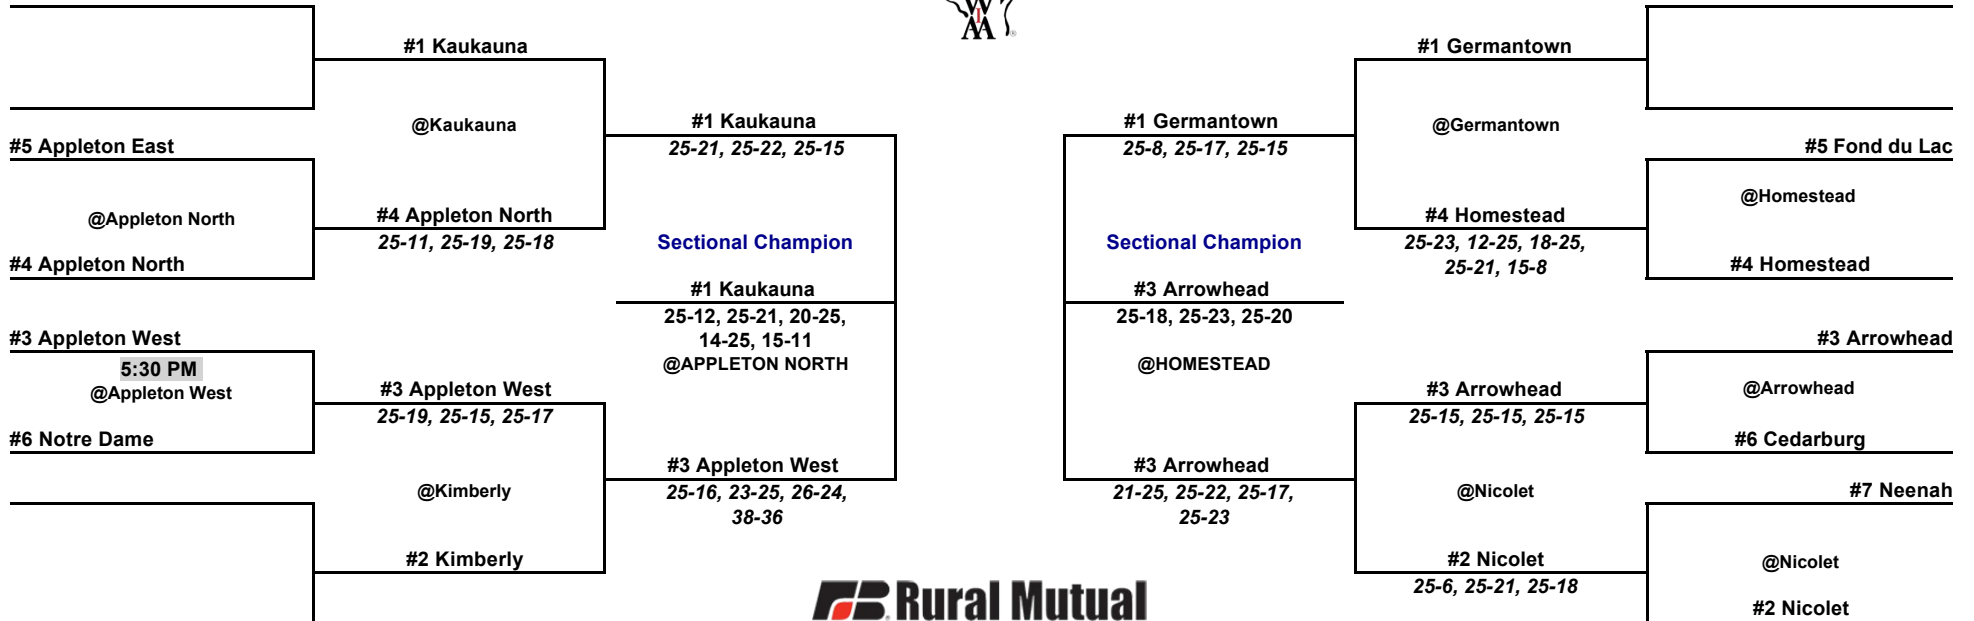 W
I
AA
#1 Kaukauna
@Kaukauna
#5 Appleton East
@Appleton North
#4 Appleton North
#4 Appleton North
25-11, 25-19, 25-18
#3 Appleton West
5:30 PM
@Appleton West
#6 Notre Dame
#3 Appleton West
25-19, 25-15, 25-17
@Kimberly
#2 Kimberly
#1 Kaukauna
25-21, 25-22, 25-15
Sectional Champion
#1 Kaukauna
25-12, 25-21, 20-25,
14-25, 15-11
@APPLETON NORTH
#3 Appleton West
25-16, 23-25, 26-24,
38-36
#1 Germantown
25-8, 25-17, 25-15
Sectional Champion
#3 Arrowhead
25-18, 25-23, 25-20
@HOMESTEAD
#3 Arrowhead
21-25, 25-22, 25-17,
25-23
#1 Germantown
@Germantown
#4 Homestead
25-23, 12-25, 18-25,
25-21, 15-8
#3 Arrowhead
25-15, 25-15, 25-15
@Nicolet
#2 Nicolet
25-6, 25-21, 25-18
#5 Fond du Lac
@Homestead
#4 Homestead
#3 Arrowhead
@Arrowhead
#6 Cedarburg
#7 Neenah
@Nicolet
#2 Nicolet
Rural Mutual